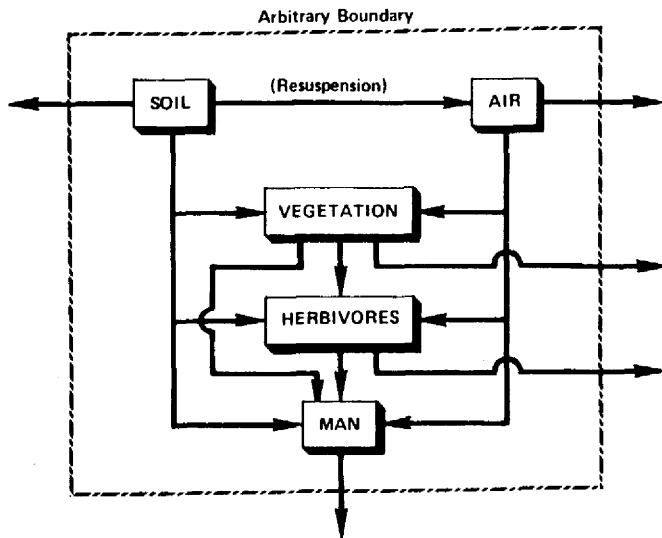 Arbitrary Boundary
SOIL
(Resuspension)
AIR
VEGETATION
HERBIVORES
MAN